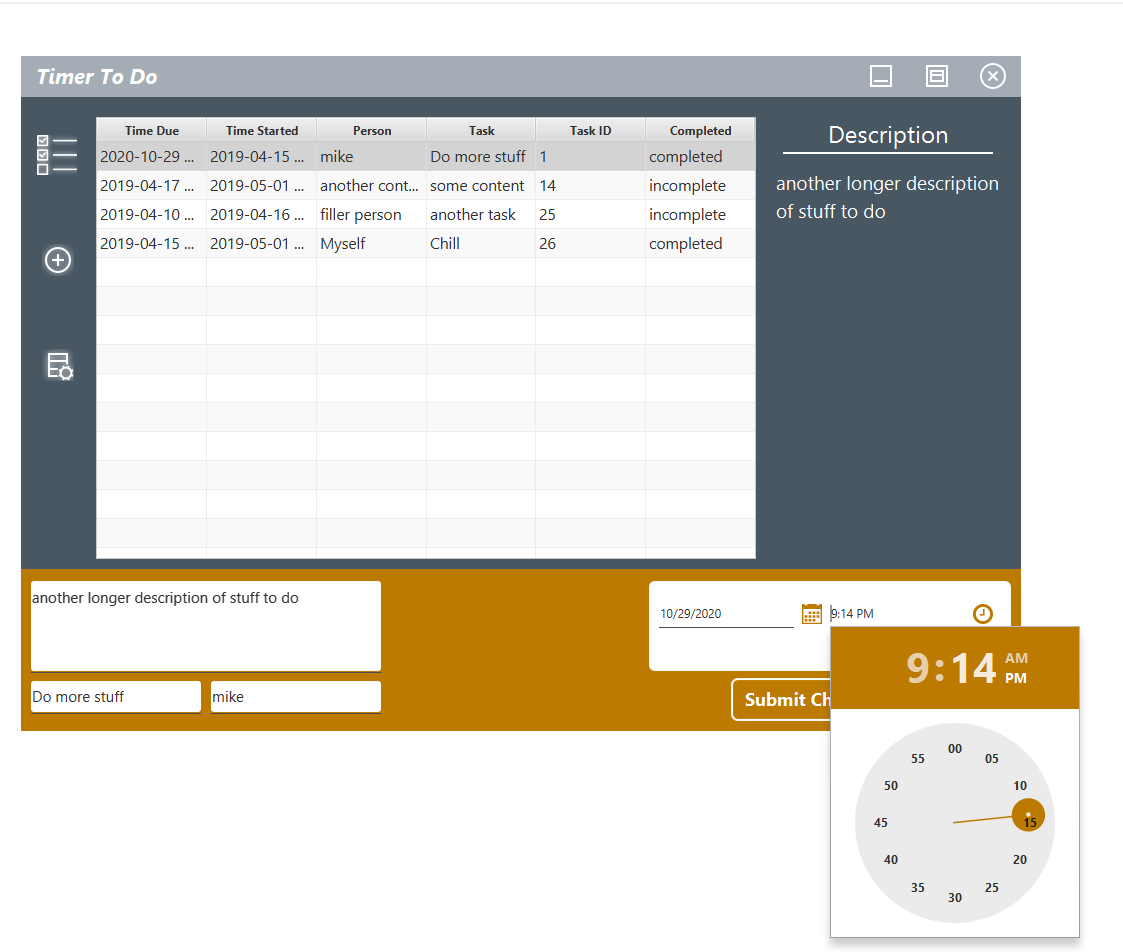 Timer To Do
Time Due Time Started Person Task Task ID Completed
2020-10-29 ... 2019-04-15 ... mike Do more stuff 1 completed
2019-04-17 ... 2019-05-01 ... another cont... some content 14 incomplete
2019-04-10 ... 2019-04-16 ... filler person another task 25 incomplete
2019-04-15 ... 2019-05-01 ... Myself Chill 26 completed
Description
another longer description
of stuff to do
another longer description of stuff to do
Do more stuff mike
10/29/2020 9:14 PM
Submit Ch
9:14 AM
PM
00
05
10
15
20
25
30
35
40
45
50
55